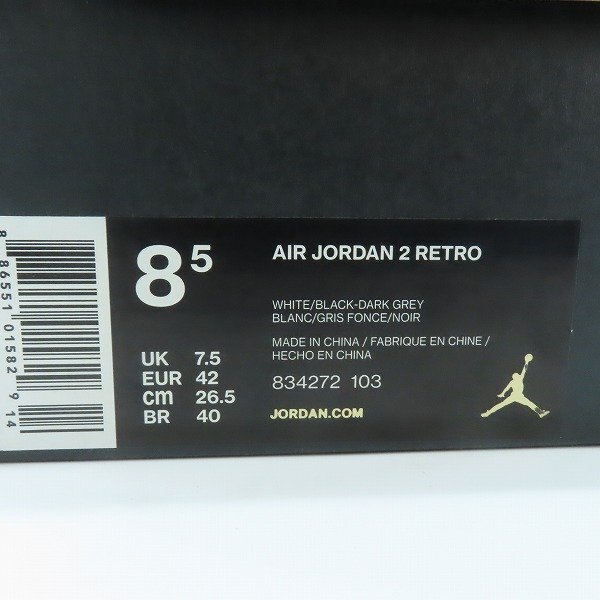 8 86551 01582 9 14
8⁵
AIR JORDAN 2 RETRO
WHITE/BLACK-DARK GREY
BLANC/GRIS FONCE/NOIR
MADE IN CHINA / FABRIQUE EN CHINE /
HECHO EN CHINA
UK 7.5
EUR 42
cm 26.5
BR 40
834272 103
JORDAN.COM